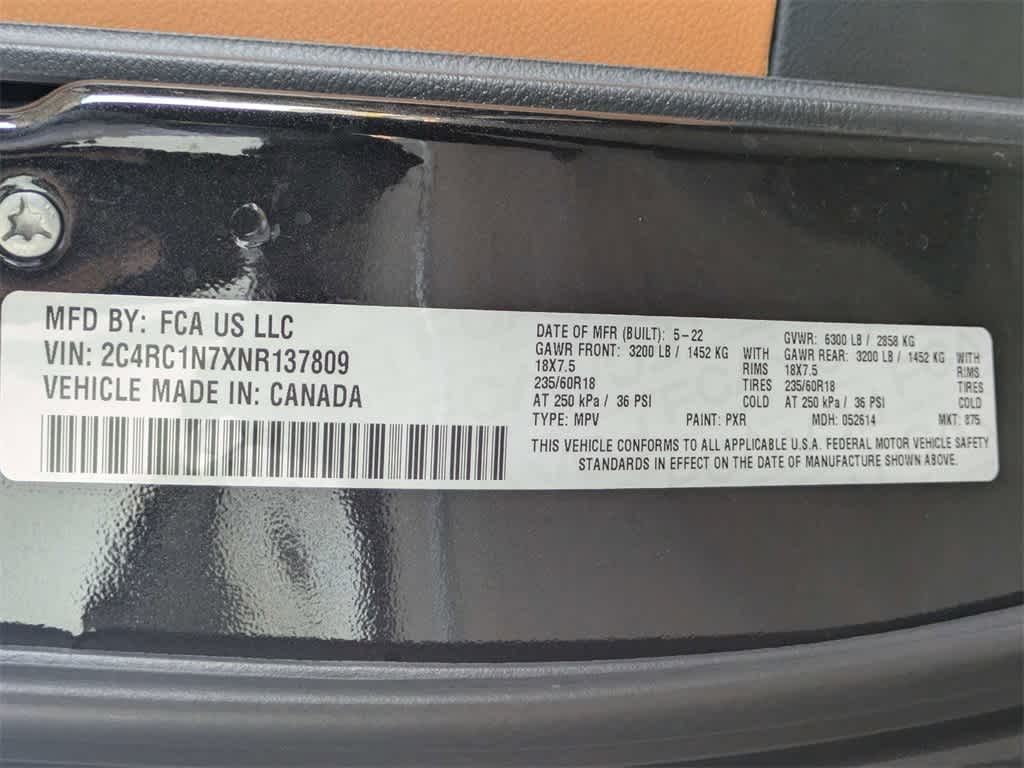 MFD BY: FCA US LLC
VIN: 2C4RC1N7XNR137809
VEHICLE MADE IN: CANADA
DATE OF MFR (BUILT): 5-22 GVWR: 6300 LB / 2858 KG
GAWR FRONT: 3200 LB / 1452 KG WITH GAWR REAR: 3200 LB / 1452 KG WITH
18X7.5 RIMS 18X7.5 RIMS
235/60R18 TIRES 235/60R18 TIRES
AT 250 kPa / 36 PSI COLD AT 250 kPa / 36 PSI COLD
TYPE: MPV PAINT: PXR MDH: 052614 MKT: 875
THIS VEHICLE CONFORMS TO ALL APPLICABLE U.S.A. FEDERAL MOTOR VEHICLE SAFETY
STANDARDS IN EFFECT ON THE DATE OF MANUFACTURE SHOWN ABOVE.